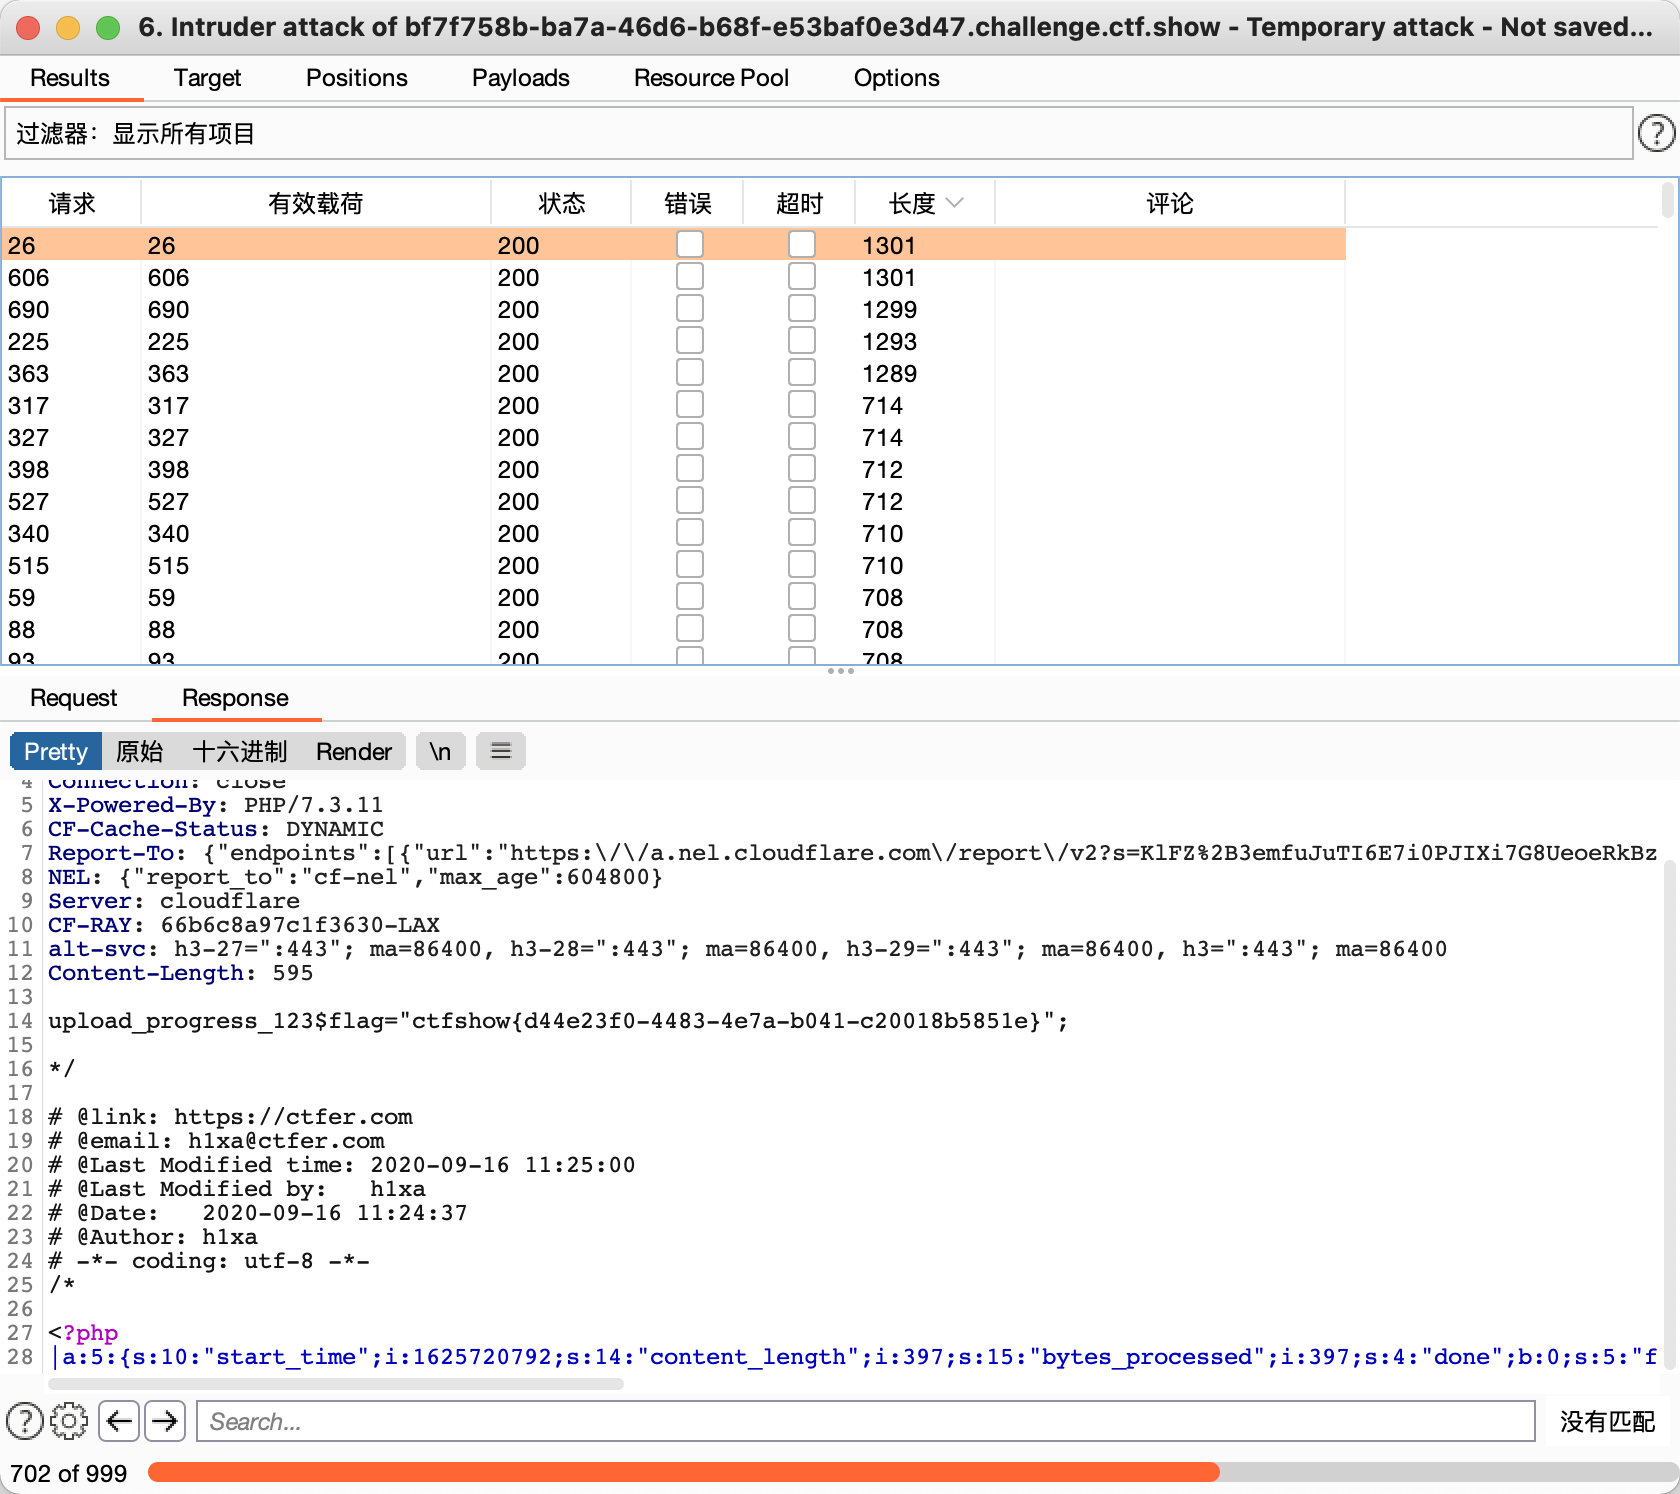 6. Intruder attack of bf7f758b-ba7a-46d6-b68f-e53baf0e3d47.challenge.ctf.show - Temporary attack - Not saved...
Results Target Positions Payloads Resource Pool Options
过滤器：显示所有项目 ?
请求 有效载荷 状态 错误 超时 长度 评论
26 26 200 1301
606 606 200 1301
690 690 200 1299
225 225 200 1293
363 363 200 1289
317 317 200 714
327 327 200 714
398 398 200 712
527 527 200 712
340 340 200 710
515 515 200 710
59 59 200 708
88 88 200 708
93 93 200 708
Request Response
Pretty 原始 十六进制 Render \n
4 Connection: close
5 X-Powered-By: PHP/7.3.11
6 CF-Cache-Status: DYNAMIC
7 Report-To: {"endpoints":[{"url":"https:\/\/a.nel.cloudflare.com\/report\/v2?s=KlFZ%2B3emfuJuTI6E7i0PJIXi7G8UeoeRkBz
8 NEL: {"report_to":"cf-nel","max_age":604800}
9 Server: cloudflare
10 CF-RAY: 66b6c8a97c1f3630-LAX
11 alt-svc: h3-27=":443"; ma=86400, h3-28=":443"; ma=86400, h3-29=":443"; ma=86400, h3=":443"; ma=86400
12 Content-Length: 595
13
14 upload_progress_123$flag="ctfshow{d44e23f0-4483-4e7a-b041-c20018b5851e}";
15
16 */
17
18 # @link: https://ctfer.com
19 # @email: h1xa@ctfer.com
20 # @Last Modified time: 2020-09-16 11:25:00
21 # @Last Modified by:   h1xa
22 # @Date:   2020-09-16 11:24:37
23 # @Author: h1xa
24 # -*- coding: utf-8 -*-
25 /*
26
27 <?php
28 |a:5:{s:10:"start_time";i:1625720792;s:14:"content_length";i:397;s:15:"bytes_processed";i:397;s:4:"done";b:0;s:5:"f
? Search... 没有匹配
702 of 999